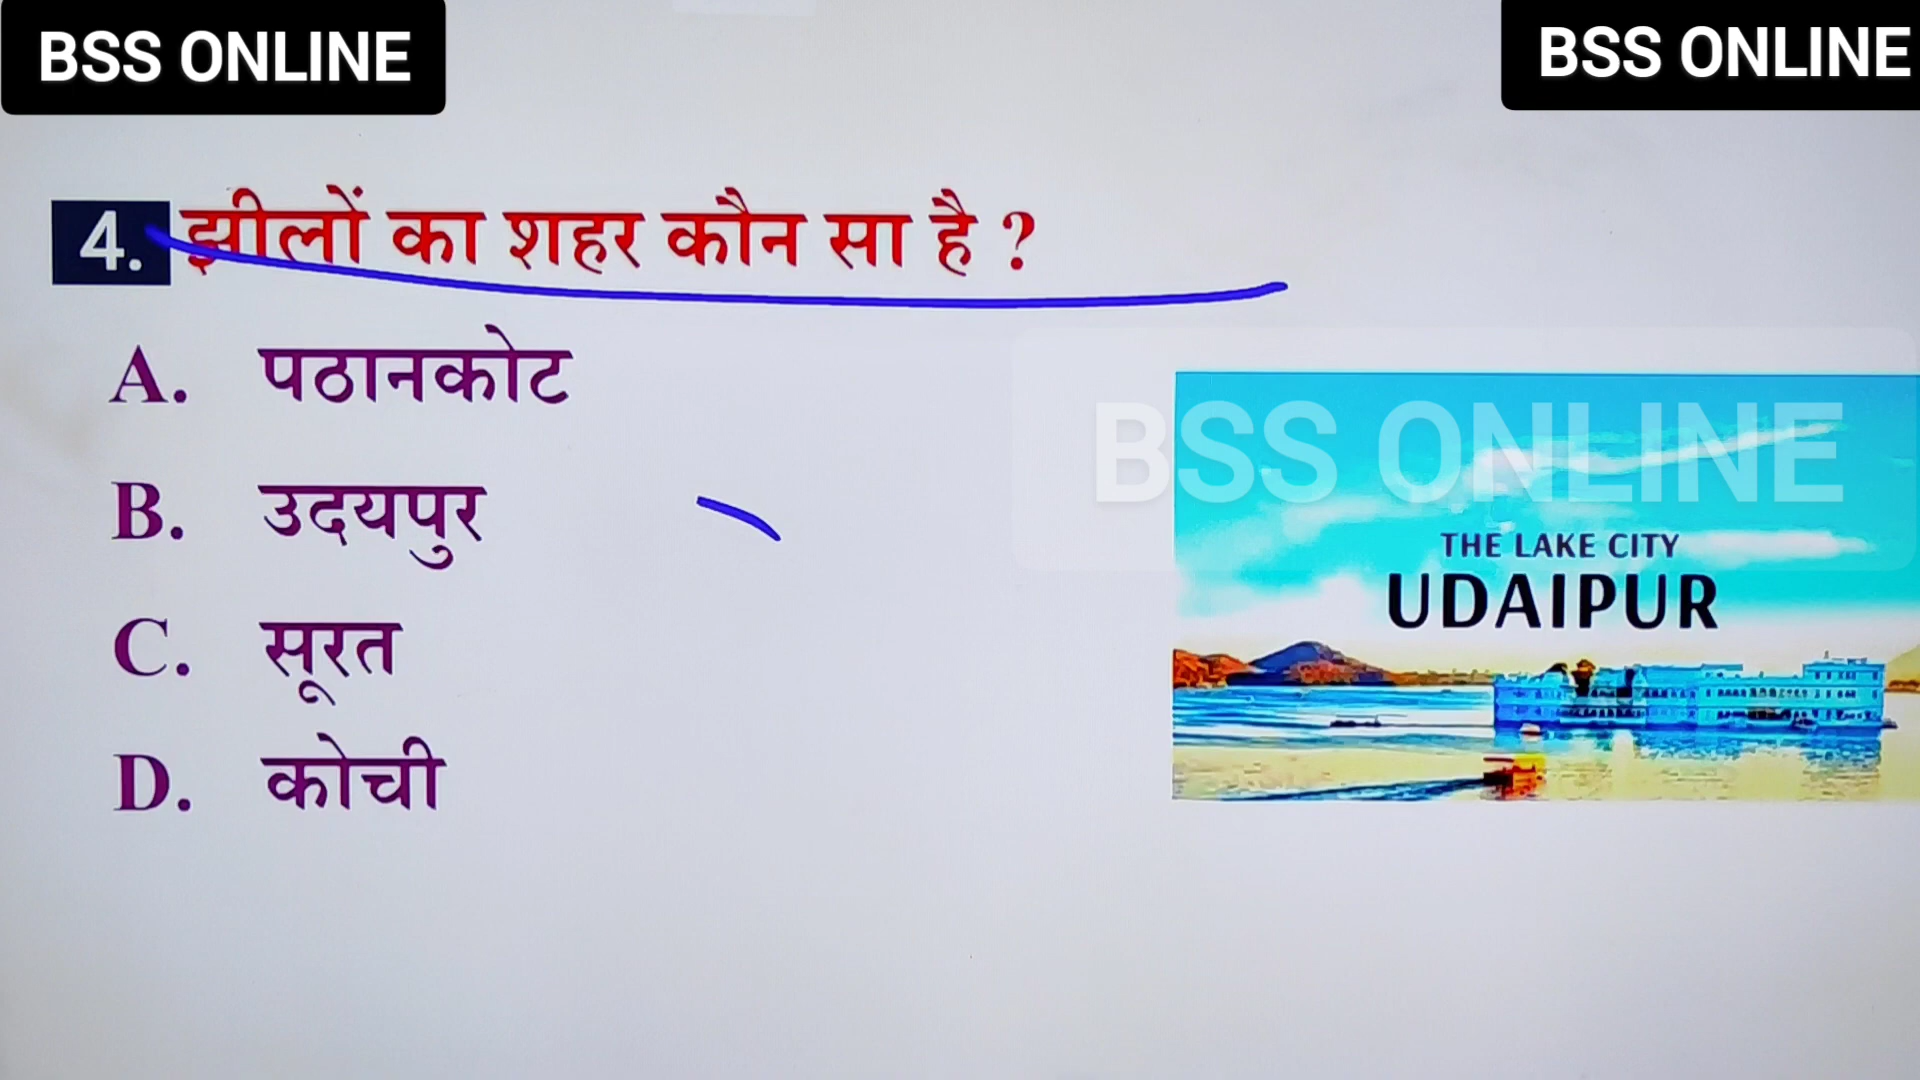 BSS ONLINE
BSS ONLINE
4. झीलों का शहर कौन सा है ?
A. पठानकोट
B. उदयपुर
C. सूरत
D. कोची
BSS ONLINE
THE LAKE CITY
UDAIPUR